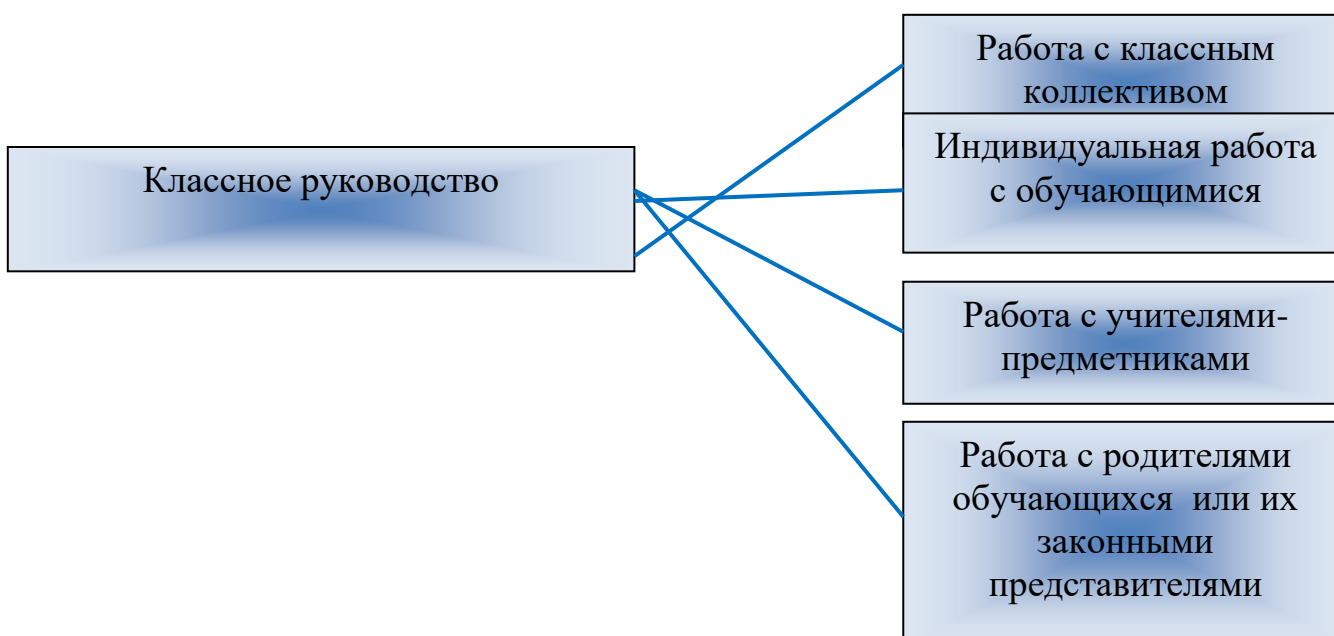 Классное руководство
Работа с классным
коллективом
Индивидуальная работа
с обучающимися
Работа с учителями-
предметниками
Работа с родителями
обучающихся или их
законными
представителями